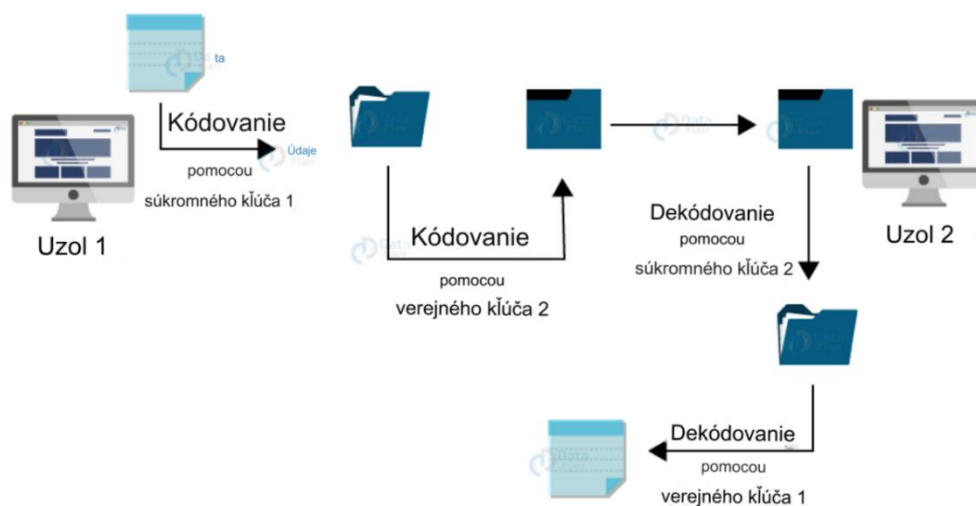 ta
Kódovanie
Údaje
pomocou
súkromného kľúča 1
Uzol 1
Kódovanie
pomocou
verejného kľúča 2
Data
Dekódovanie
pomocou
súkromného kľúča 2
Uzol 2
Dekódovanie
pomocou
verejného kľúča 1